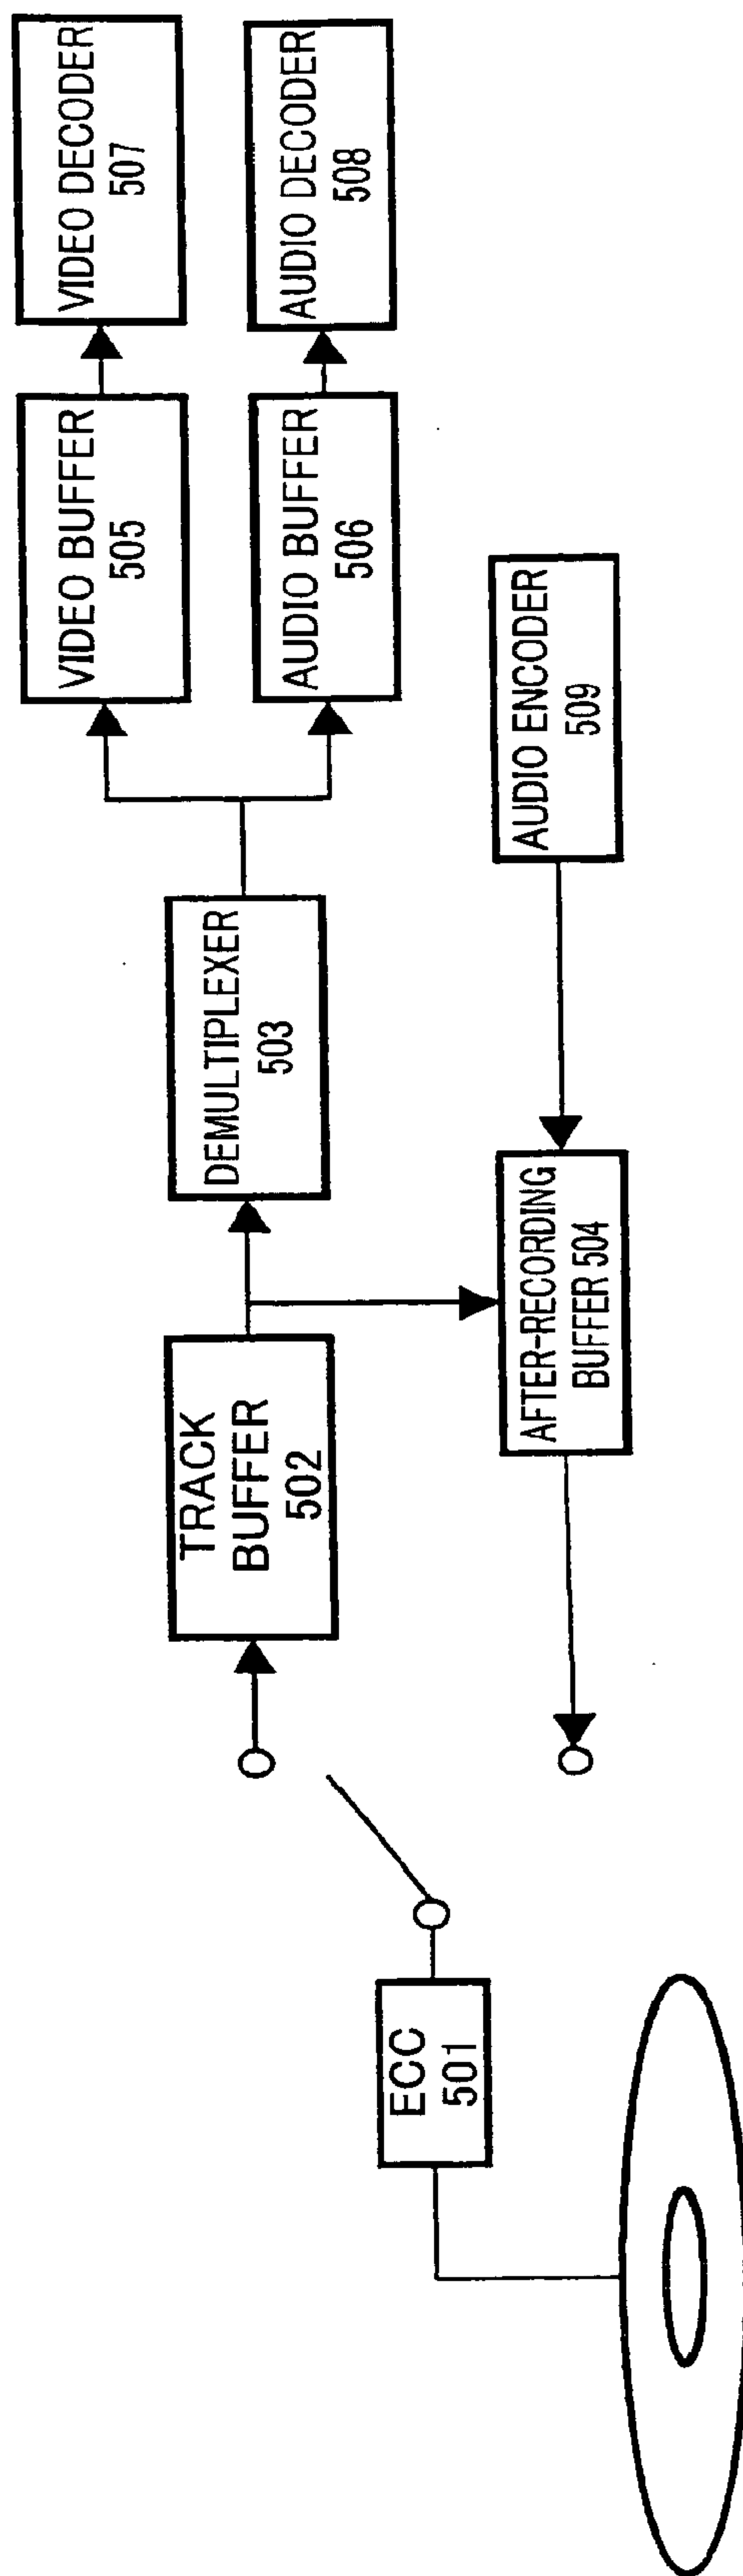 ECC
501
TRACK
BUFFER
502
DEMULTIPLEXER
503
VIDEO BUFFER
505
VIDEO DECODER
507
AUDIO BUFFER
506
AUDIO DECODER
508
AFTER-RECORDING
BUFFER 504
AUDIO ENCODER
509